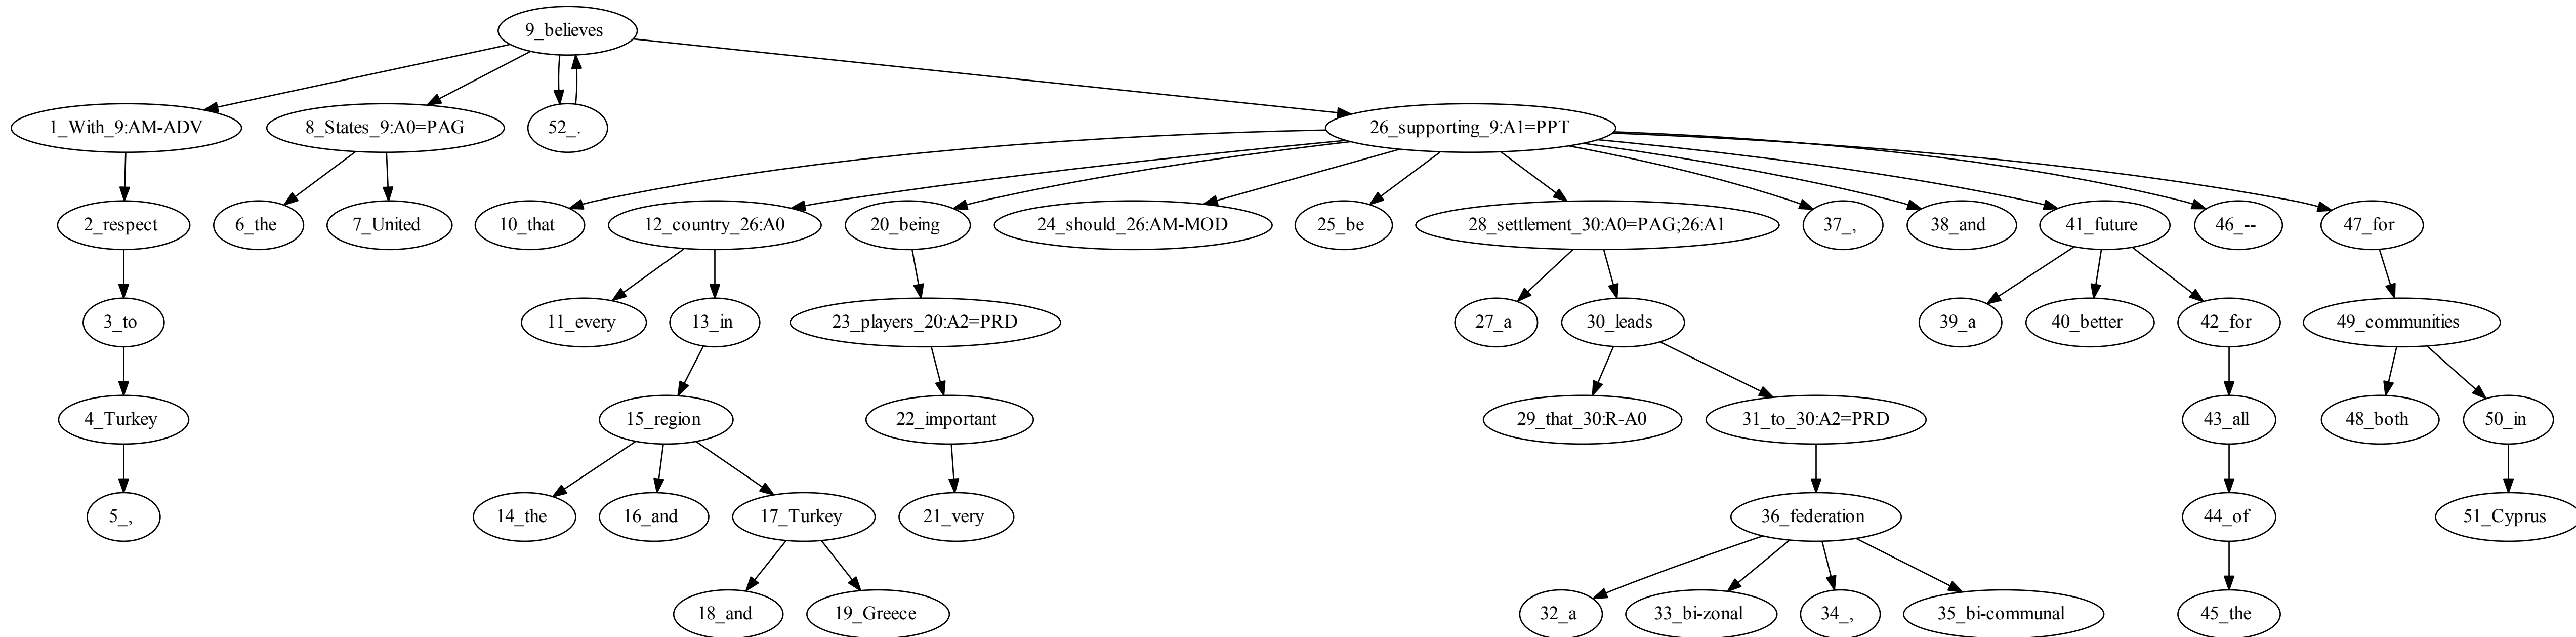 9_believes
1_With_9:AM-ADV 8_States_9:A0=PAG 52_. 26_supporting_9:A1=PPT
2_respect 6_the 7_United 10_that 12_country_26:A0 20_being 24_should_26:AM-MOD 25_be 28_settlement_30:A0=PAG;26:A1 37_, 38_and 41_future 46_-- 47_for
3_to 11_every 13_in 23_players_20:A2=PRD 27_a 30_leads 39_a 40_better 42_for 49_communities
4_Turkey 15_region 22_important 29_that_30:R-A0 31_to_30:A2=PRD 43_all 48_both 50_in
5_, 14_the 16_and 17_Turkey 21_very 36_federation 44_of 51_Cyprus
18_and 19_Greece 32_a 33_bi-zonal 34_, 35_bi-communal 45_the